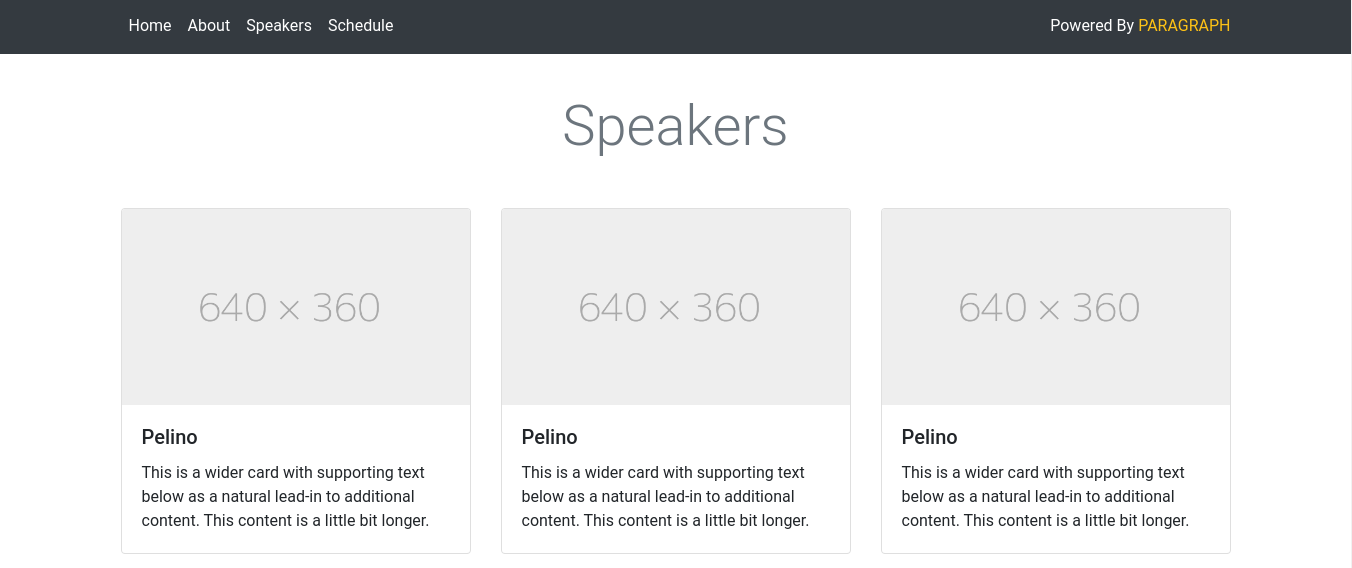 Home About Speakers Schedule Powered By PARAGRAPH
Speakers
640 × 360
640 × 360
640 × 360
Pelino
This is a wider card with supporting text
below as a natural lead-in to additional
content. This content is a little bit longer.
Pelino
This is a wider card with supporting text
below as a natural lead-in to additional
content. This content is a little bit longer.
Pelino
This is a wider card with supporting text
below as a natural lead-in to additional
content. This content is a little bit longer.